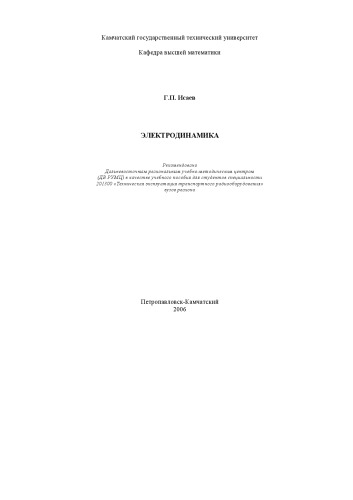 Камчатский государственный технический университет
Кафедра высшей математики
Г.П. Исаев
ЭЛЕКТРОДИНАМИКА
Рекомендовано
Дальневосточным региональным учебно-методическим центром
(ДВ РУМЦ) в качестве учебного пособия для студентов специальности
201300 «Техническая эксплуатация транспортного радиооборудования»
вузов региона
Петропавловск-Камчатский
2006